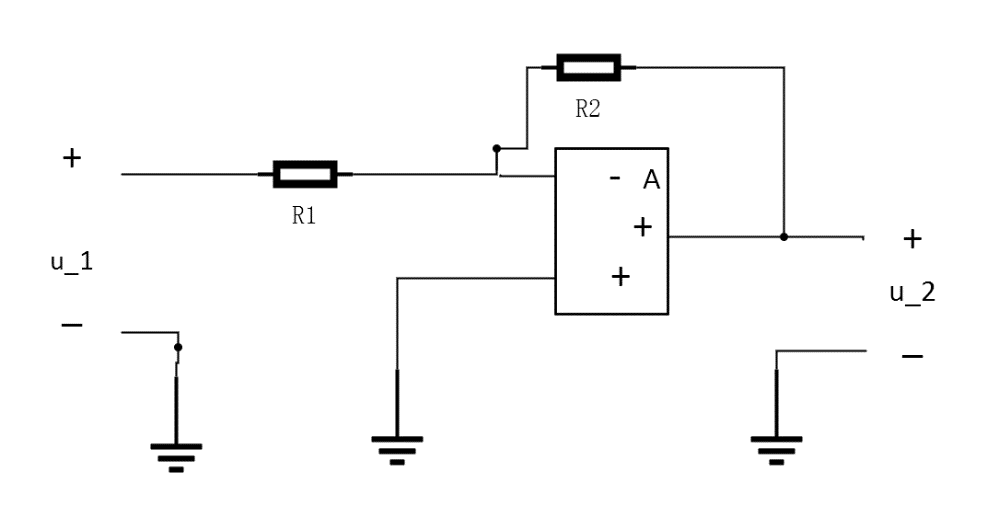 R2
+
R1
- A
+
+
u_1
+
−
+
u_2
−